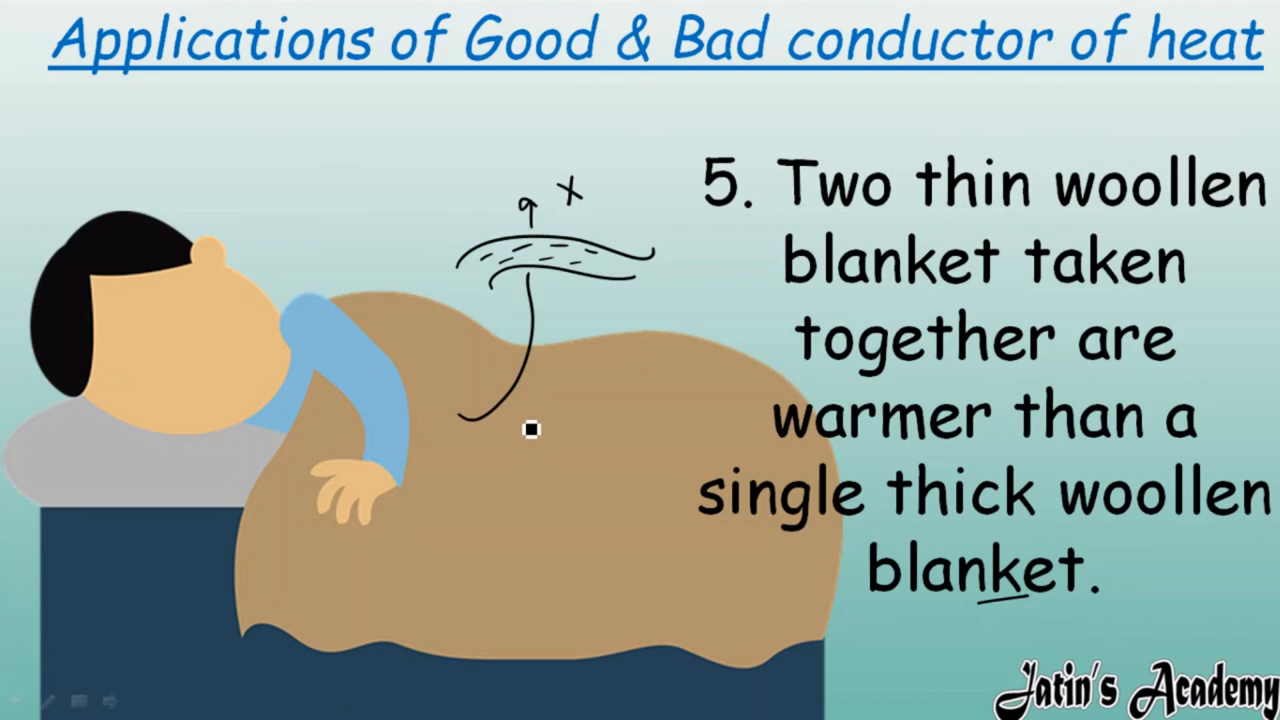 Applications of Good & Bad conductor of heat
5. Two thin woollen
blanket taken
together are
warmer than a
single thick woollen
blanket.
Jatin's Academy